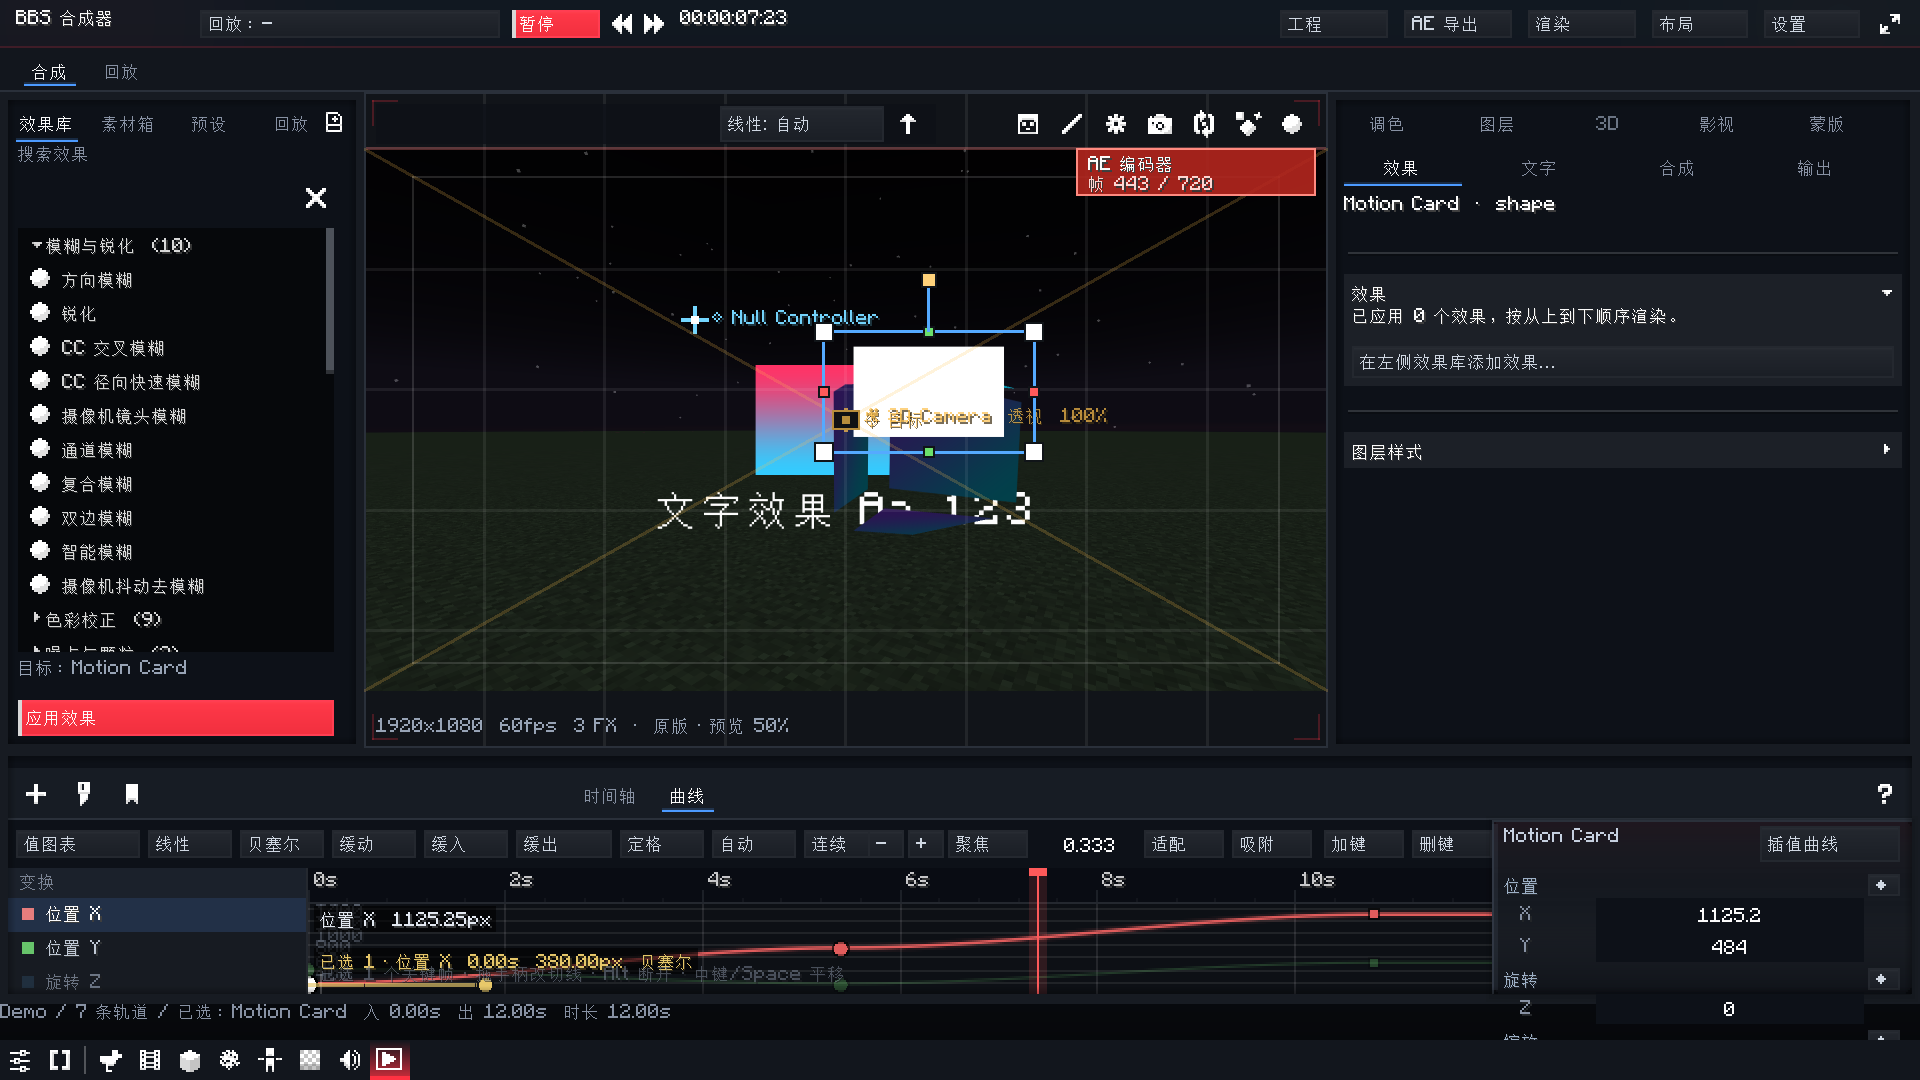 BBS 合成器
回放：—
暂停
00:00:07:23
工程
AE 导出
渲染
布局
设置
合成
回放
效果库
素材箱
预设
回放
搜索效果
模糊与锐化 (10)
方向模糊
锐化
CC 交叉模糊
CC 径向快速模糊
摄像机镜头模糊
通道模糊
复合模糊
双边模糊
智能模糊
摄像机抖动去模糊
色彩校正 (9)
目标：Motion Card
应用效果
线性: 自动
AE 编码器
帧 443 / 720
Null Controller
3D Camera 透视 100%
目标
文字效果 Aa 123
1920x1080 60fps 3 FX · 原版 · 预览 50%
调色
图层
3D
影视
蒙版
效果
文字
合成
输出
Motion Card · shape
效果
已应用 0 个效果，按从上到下顺序渲染。
在左侧效果库添加效果...
图层样式
时间轴
曲线
?
值图表
线性
贝塞尔
缓动
缓入
缓出
定格
自动
连续
−
+
聚焦
0.333
适配
吸附
加键
删键
变换
0s
2s
4s
6s
8s
10s
位置 X
位置 Y
旋转 Z
位置 X 1125.25px
已选 1 · 位置 X 0.00s 380.00px 贝塞尔
Alt 断开 · 中键/Space 平移
Motion Card
插值曲线
位置
X
1125.2
Y
484
旋转
Z
0
Demo / 7 条轨道 / 已选：Motion Card 入 0.00s 出 12.00s 时长 12.00s